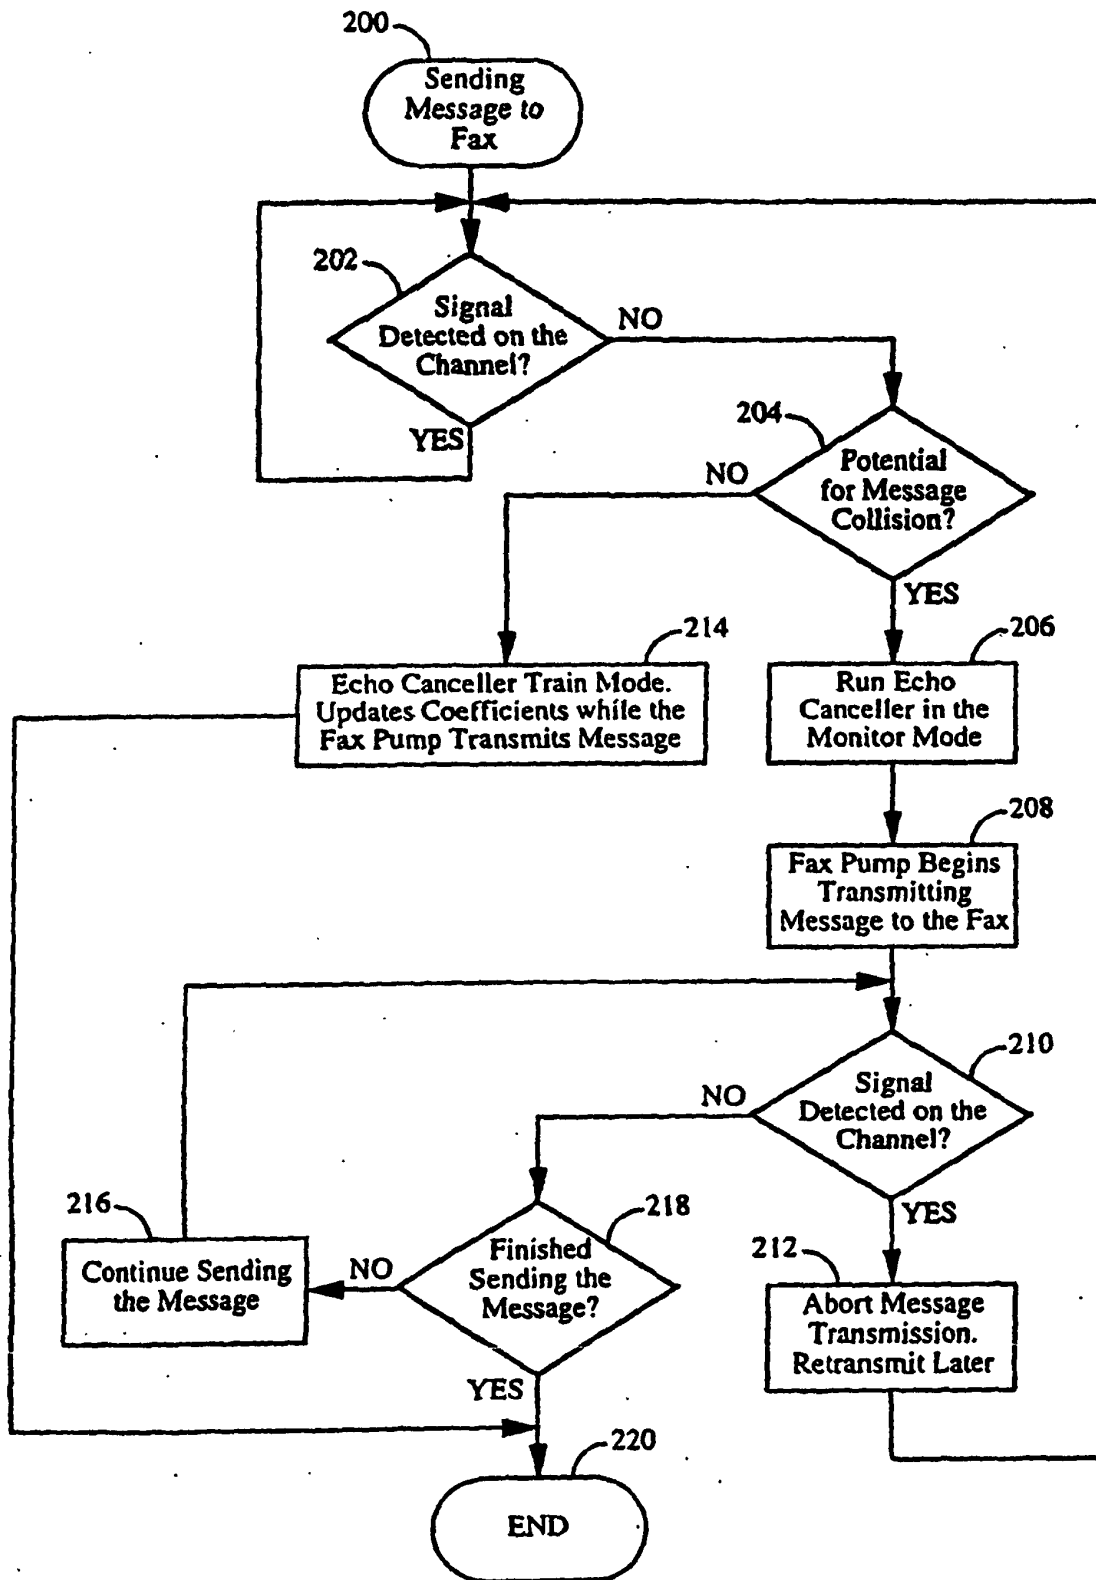 200
Sending
Message to
Fax
202
Signal
Detected on the
Channel?
NO
YES
204
Potential
for Message
Collision?
NO
YES
214
Echo Canceller Train Mode.
Updates Coefficients while the
Fax Pump Transmits Message
206
Run Echo
Canceller in the
Monitor Mode
208
Fax Pump Begins
Transmitting
Message to the Fax
210
Signal
Detected on the
Channel?
NO
YES
216
Continue Sending
the Message
NO
218
Finished
Sending the
Message?
YES
212
Abort Message
Transmission.
Retransmit Later
220
END